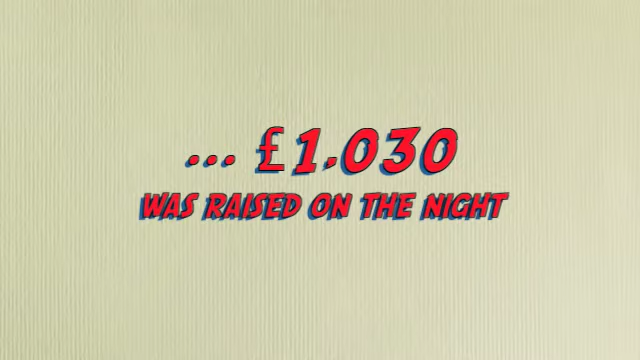 ... £1,030
WAS RAISED ON THE NIGHT